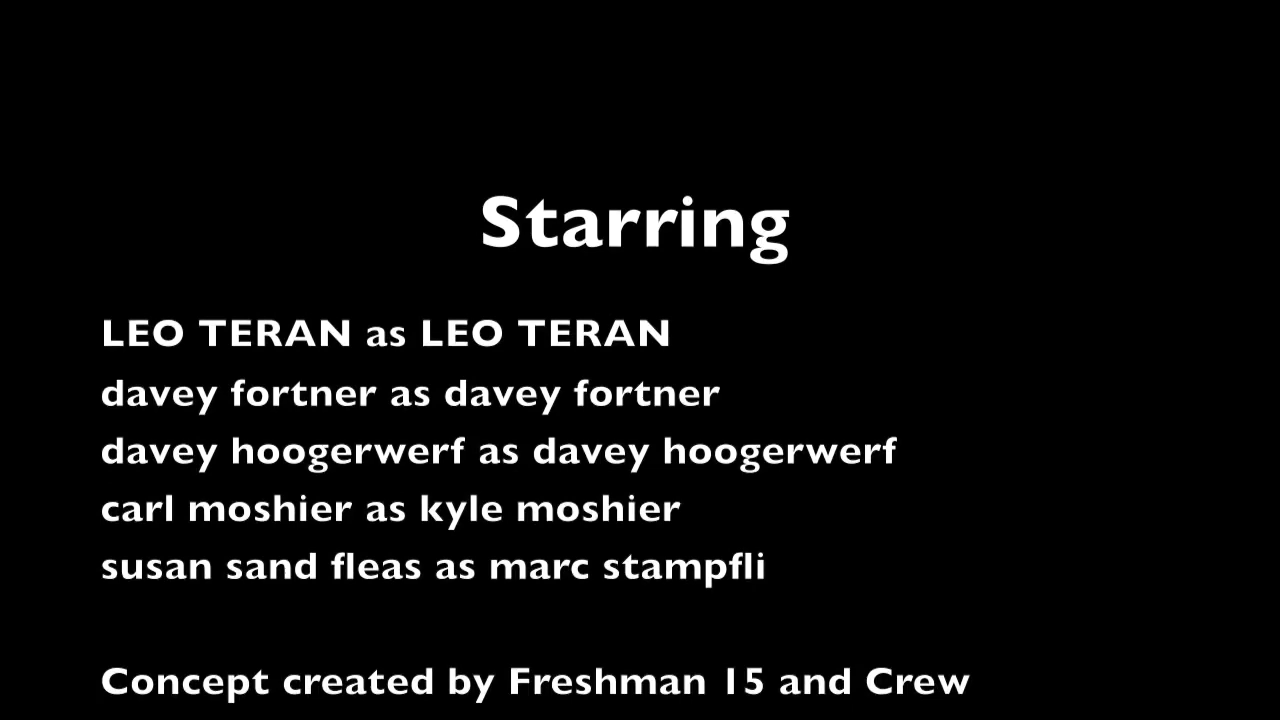 Starring
LEO TERAN as LEO TERAN
davey fortner as davey fortner
davey hoogerwerf as davey hoogerwerf
carl moshier as kyle moshier
susan sand fleas as marc stampfli
Concept created by Freshman 15 and Crew